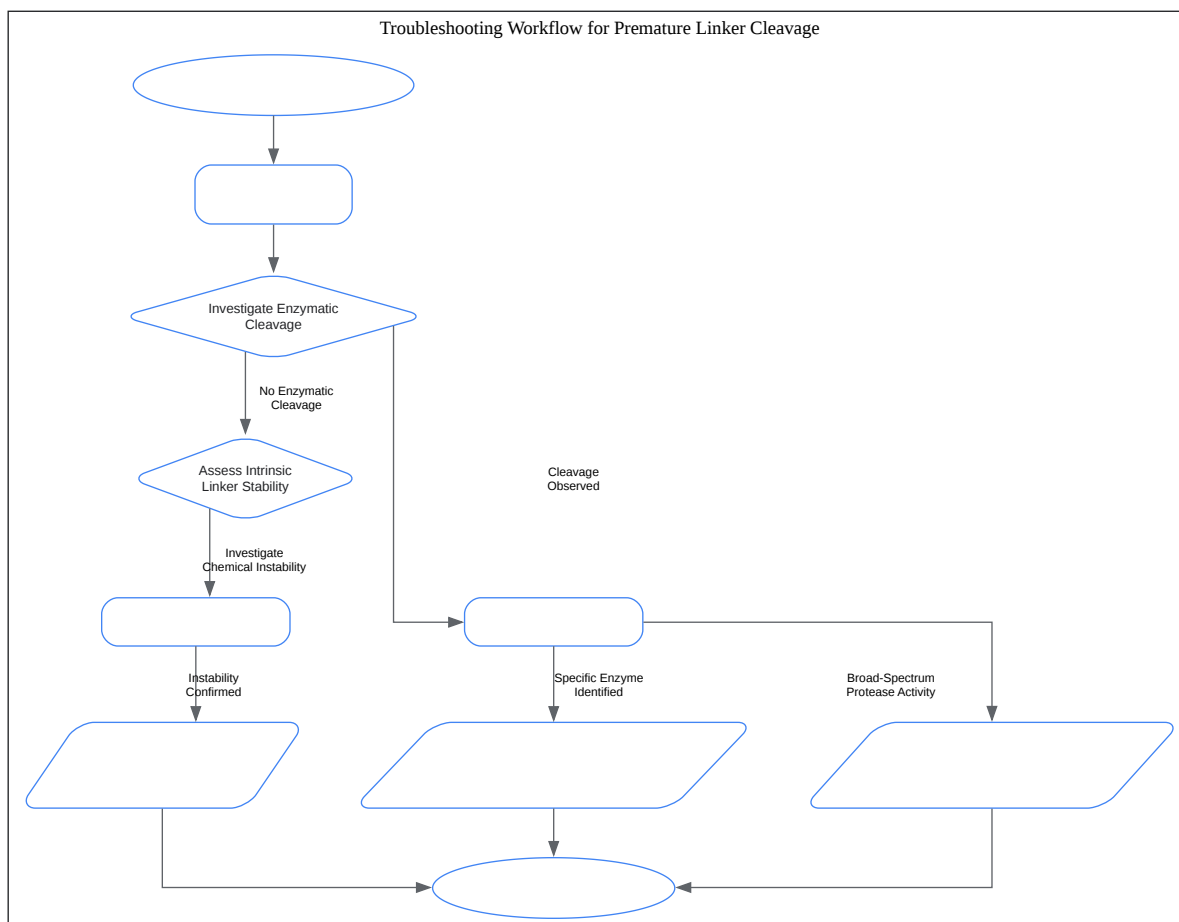 Troubleshooting Workflow for Premature Linker Cleavage
Investigate Enzymatic
Cleavage
No Enzymatic
Cleavage
Assess Intrinsic
Linker Stability
Cleavage
Observed
Investigate
Chemical Instability
Instability
Confirmed
Specific Enzyme
Identified
Broad-Spectrum
Protease Activity